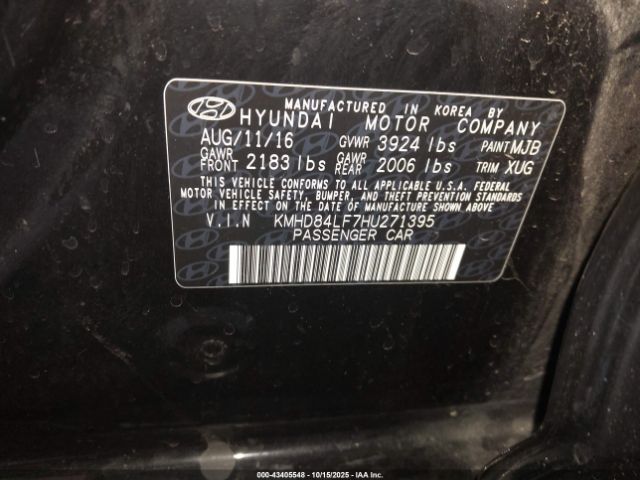 MANUFACTURED IN KOREA BY
HYUNDAI MOTOR COMPANY
AUG/11/16 GVWR 3924 lbs PAINT MJB
GAWR FRONT 2183 lbs GAWR REAR 2006 lbs TRIM XUG
THIS VEHICLE CONFORMS TO ALL APPLICABLE U.S.A. FEDERAL
MOTOR VEHICLE SAFETY, BUMPER, AND THEFT PREVENTION STANDARDS
IN EFFECT ON THE DATE OF MANUFACTURE SHOWN ABOVE.
V.I.N KMHD84LF7HU271395
PASSENGER CAR
000-43405548 - 10/15/2025 - IAA Inc.